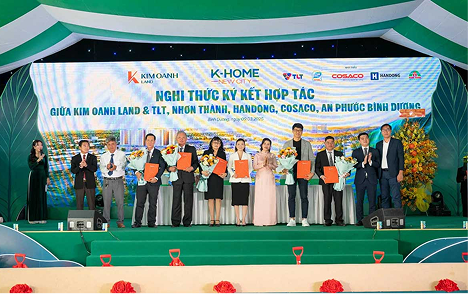 KIM OANH
LAND
K-HOME
NEW CITY
TLT
COSACO
HANDONG
NGHI THỨC KÝ KẾT HỢP TÁC
GIỮA KIM OANH LAND & TLT, NHƠN THÀNH, HANDONG, COSACO, AN PHƯỚC BÌNH DƯƠNG